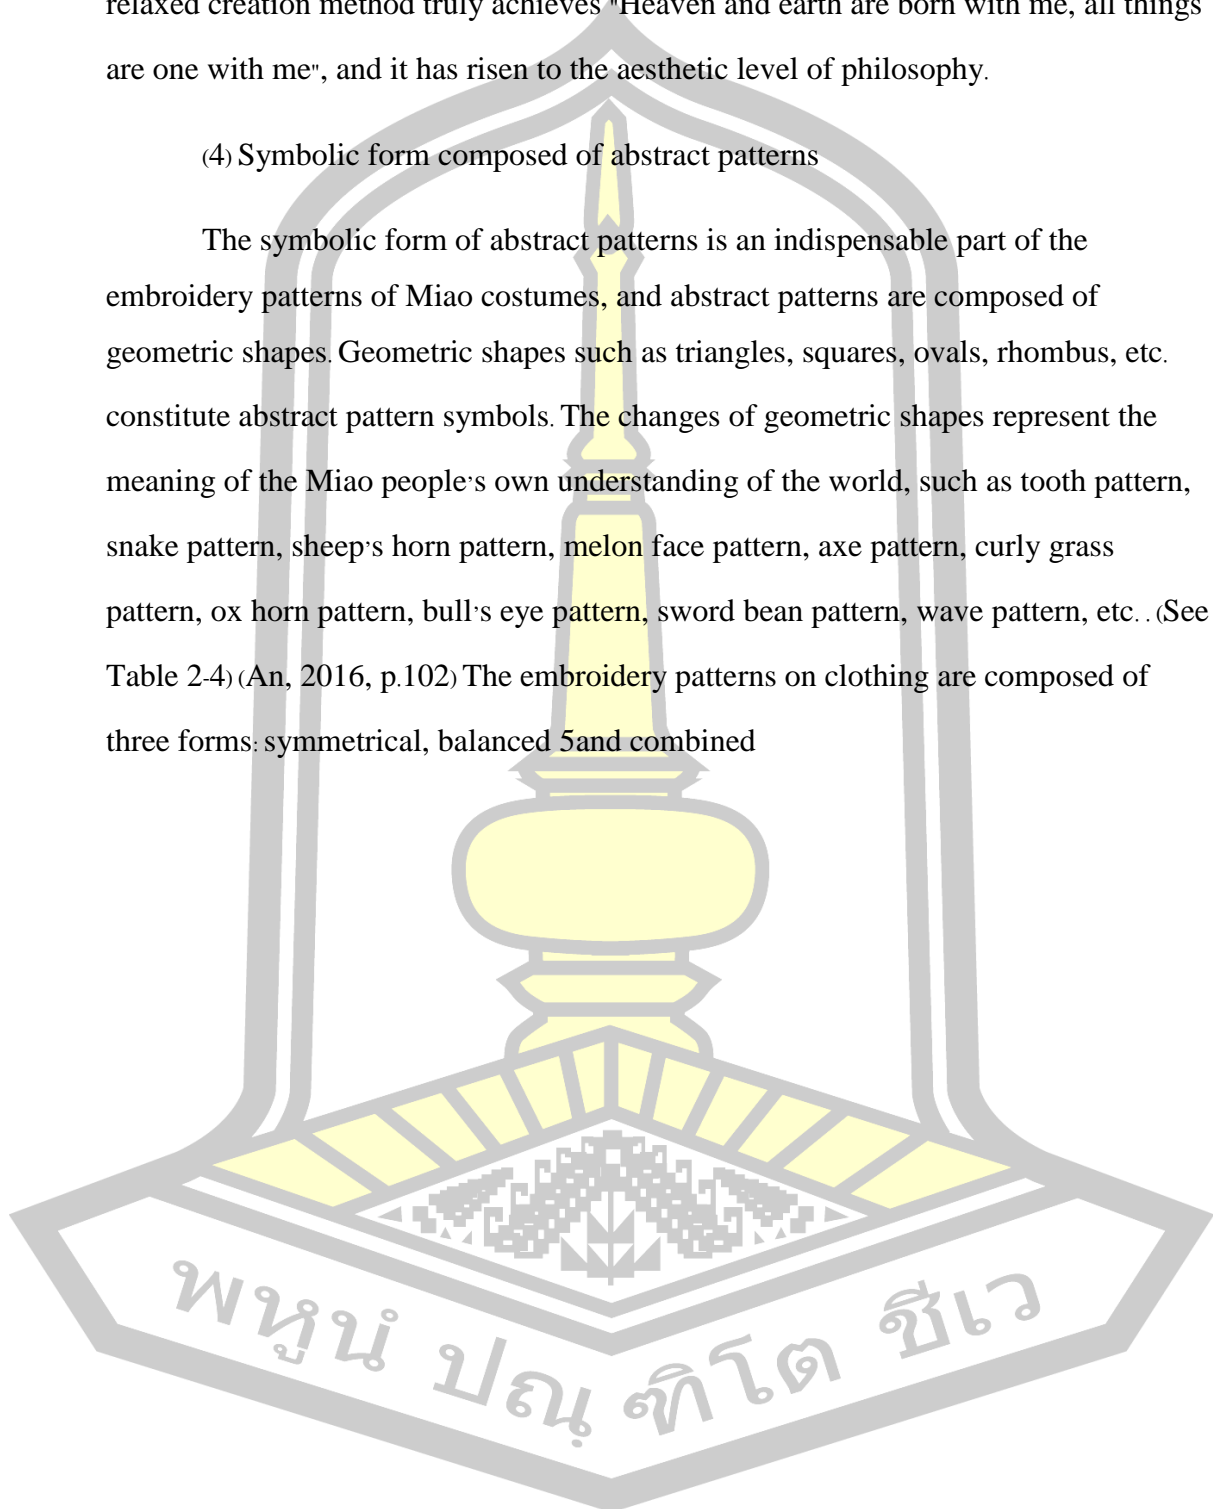 relaxed creation method truly achieves "Heaven and earth are born with me, all things
are one with me", and it has risen to the aesthetic level of philosophy.
(4) Symbolic form composed of abstract patterns
The symbolic form of abstract patterns is an indispensable part of the
embroidery patterns of Miao costumes, and abstract patterns are composed of
geometric shapes. Geometric shapes such as triangles, squares, ovals, rhombus, etc.
constitute abstract pattern symbols. The changes of geometric shapes represent the
meaning of the Miao people's own understanding of the world, such as tooth pattern,
snake pattern, sheep's horn pattern, melon face pattern, axe pattern, curly grass
pattern, ox horn pattern, bull's eye pattern, sword bean pattern, wave pattern, etc. . (See
Table 2-4) (An, 2016, p.102) The embroidery patterns on clothing are composed of
three forms: symmetrical, balanced 5and combined
พหูนํ ปณฺฑิโต ชีเว